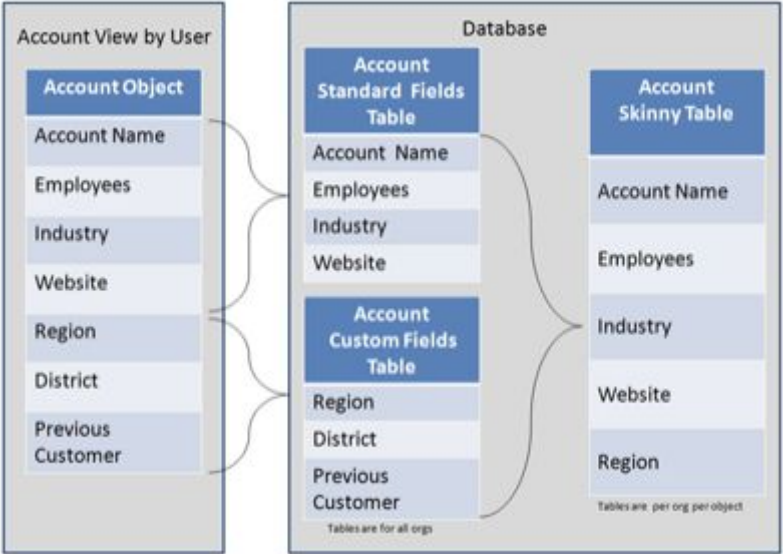 Account View by User
Account Object
Account Name
Employees
Industry
Website
Region
District
Previous
Customer
Database
Account
Standard Fields
Table
Account Name
Employees
Industry
Website
Account
Custom Fields
Table
Region
District
Previous
Customer
Tables are for all orgs
Account
Skinny Table
Account Name
Employees
Industry
Website
Region
Tables are per org per object